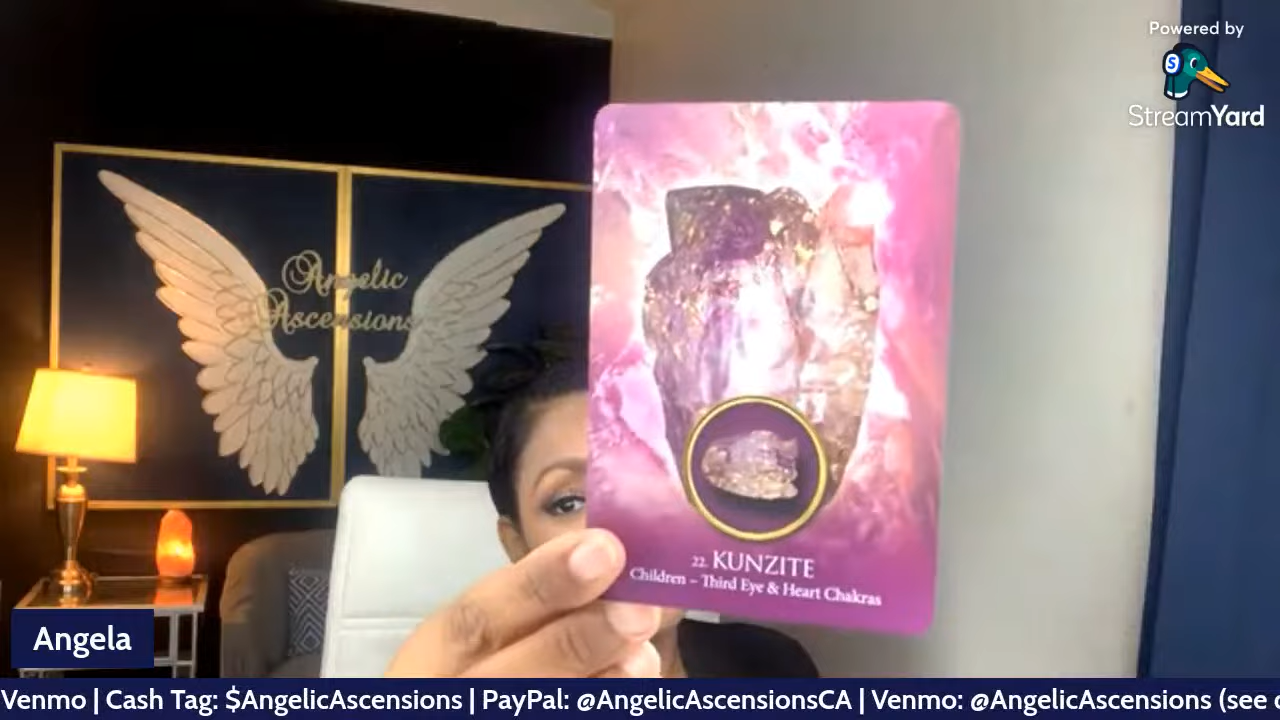 Powered by
StreamYard
Angelic
Ascensions
22. KUNZITE
Children – Third Eye & Heart Chakras
Angela
Venmo | Cash Tag: $AngelicAscensions | PayPal: @AngelicAscensionsCA | Venmo: @AngelicAscensions (see